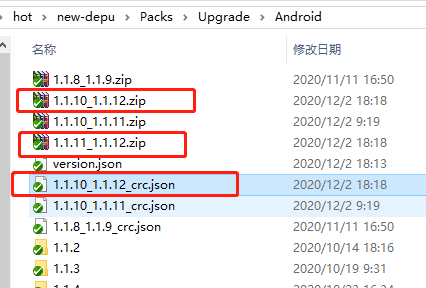 hot › new-depu › Packs › Upgrade › Android
名称 修改日期
1.1.8_1.1.9.zip 2020/11/11 16:50
1.1.10_1.1.12.zip 2020/12/2 18:18
1.1.10_1.1.11.zip 2020/12/2 9:19
1.1.11_1.1.12.zip 2020/12/2 18:18
version.json 2020/12/2 18:13
1.1.10_1.1.12_crc.json 2020/12/2 18:18
1.1.10_1.1.11_crc.json 2020/12/2 9:19
1.1.8_1.1.9_crc.json 2020/11/11 16:50
1.1.2 2020/10/14 18:16
1.1.3 2020/10/19 9:31